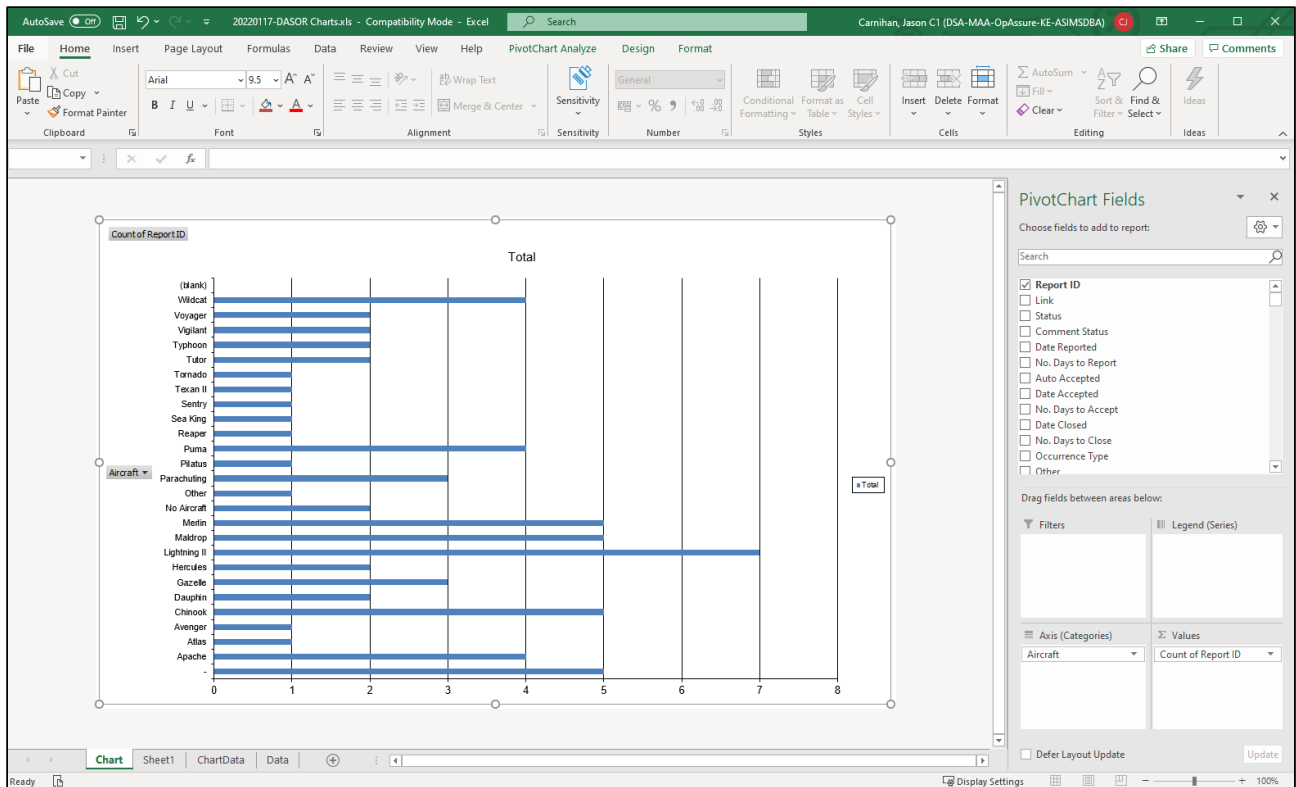 AutoSave Off 20220117-DASOR Charts.xls - Compatibility Mode - Excel Search Carnihan, Jason C1 (DSA-MAA-OpAssure-KE-ASIMSDBA) CJ
File Home Insert Page Layout Formulas Data Review View Help PivotChart Analyze Design Format Share Comments
Paste
Cut
Copy
Format Painter
Clipboard
Arial 9.5 A A
B I U A
Font
Wrap Text
Merge & Center
Alignment
Sensitivity
Sensitivity
General
%
Number
Conditional Formatting
Format as Table
Cell Styles
Styles
Insert Delete Format
Cells
AutoSum
Fill
Clear
Sort & Filter
Find & Select
Editing
Ideas
Ideas
fx
Count of Report ID
Total
(blank)
Wildcat
Voyager
Vigilant
Typhoon
Tutor
Tornado
Texan II
Sentry
Sea King
Reaper
Puma
Pilatus
Aircraft
Parachuting
Other
No Aircraft
Merlin
Maldrop
Lightning II
Hercules
Gazelle
Dauphin
Chinook
Avenger
Atlas
Apache
-
0 1 2 3 4 5 6 7 8
Total
PivotChart Fields
Choose fields to add to report:
Search
Report ID
Link
Status
Comment Status
Date Reported
No. Days to Report
Auto Accepted
Date Accepted
No. Days to Accept
Date Closed
No. Days to Close
Occurrence Type
Other
Drag fields between areas below:
Filters Legend (Series)
Axis (Categories) Σ Values
Aircraft Count of Report ID
Defer Layout Update Update
Chart Sheet1 ChartData Data
Ready Display Settings 100%